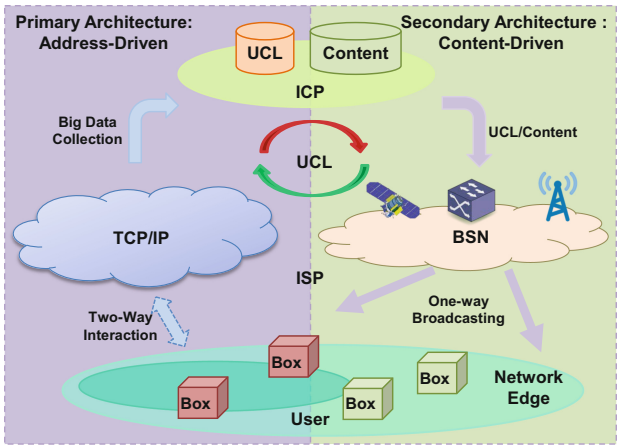 Primary Architecture:
Address-Driven
Secondary Architecture :
Content-Driven
UCL
Content
ICP
Big Data
Collection
UCL/Content
UCL
TCP/IP
BSN
ISP
Two-Way
Interaction
One-way
Broadcasting
Box
Box
Box
Box
Network
Edge
User